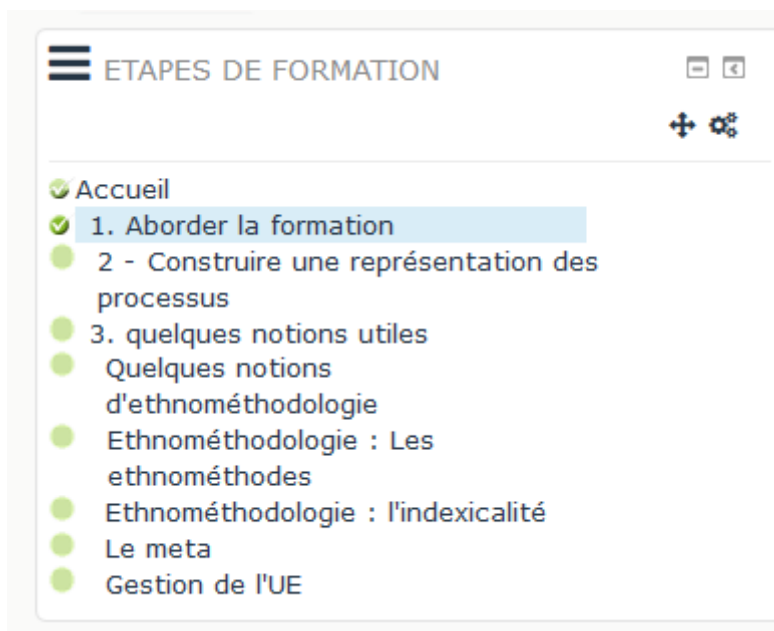 ETAPES DE FORMATION
Accueil
1. Aborder la formation
2 - Construire une représentation des
processus
3. quelques notions utiles
Quelques notions
d'ethnométhodologie
Ethnométhodologie : Les
ethnométhodes
Ethnométhodologie : l'indexicalité
Le meta
Gestion de l'UE